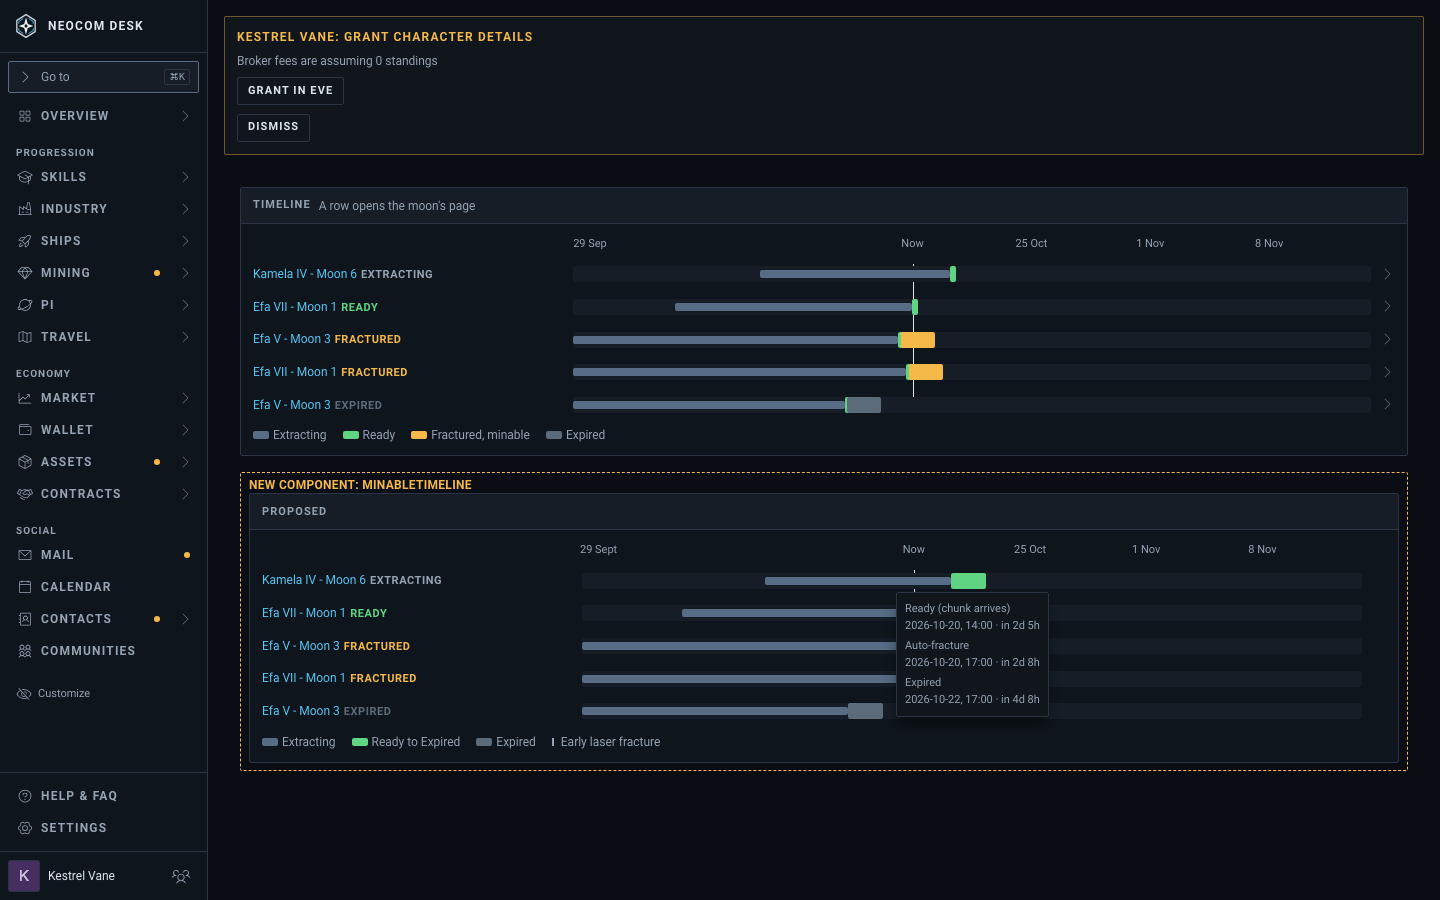 NEOCOM DESK
Go to ⌘K
OVERVIEW
PROGRESSION
SKILLS
INDUSTRY
SHIPS
MINING
PI
TRAVEL
ECONOMY
MARKET
WALLET
ASSETS
CONTRACTS
SOCIAL
MAIL
CALENDAR
CONTACTS
COMMUNITIES
Customize
HELP & FAQ
SETTINGS
K Kestrel Vane
KESTREL VANE: GRANT CHARACTER DETAILS
Broker fees are assuming 0 standings
GRANT IN EVE
DISMISS
TIMELINE A row opens the moon's page
29 Sep Now 25 Oct 1 Nov 8 Nov
Kamela IV - Moon 6 EXTRACTING
Efa VII - Moon 1 READY
Efa V - Moon 3 FRACTURED
Efa VII - Moon 1 FRACTURED
Efa V - Moon 3 EXPIRED
Extracting Ready Fractured, minable Expired
NEW COMPONENT: MINABLETIMELINE
PROPOSED
29 Sept Now 25 Oct 1 Nov 8 Nov
Kamela IV - Moon 6 EXTRACTING
Efa VII - Moon 1 READY
Efa V - Moon 3 FRACTURED
Efa VII - Moon 1 FRACTURED
Efa V - Moon 3 EXPIRED
Ready (chunk arrives)
2026-10-20, 14:00 · in 2d 5h
Auto-fracture
2026-10-20, 17:00 · in 2d 8h
Expired
2026-10-22, 17:00 · in 4d 8h
Extracting Ready to Expired Expired Early laser fracture